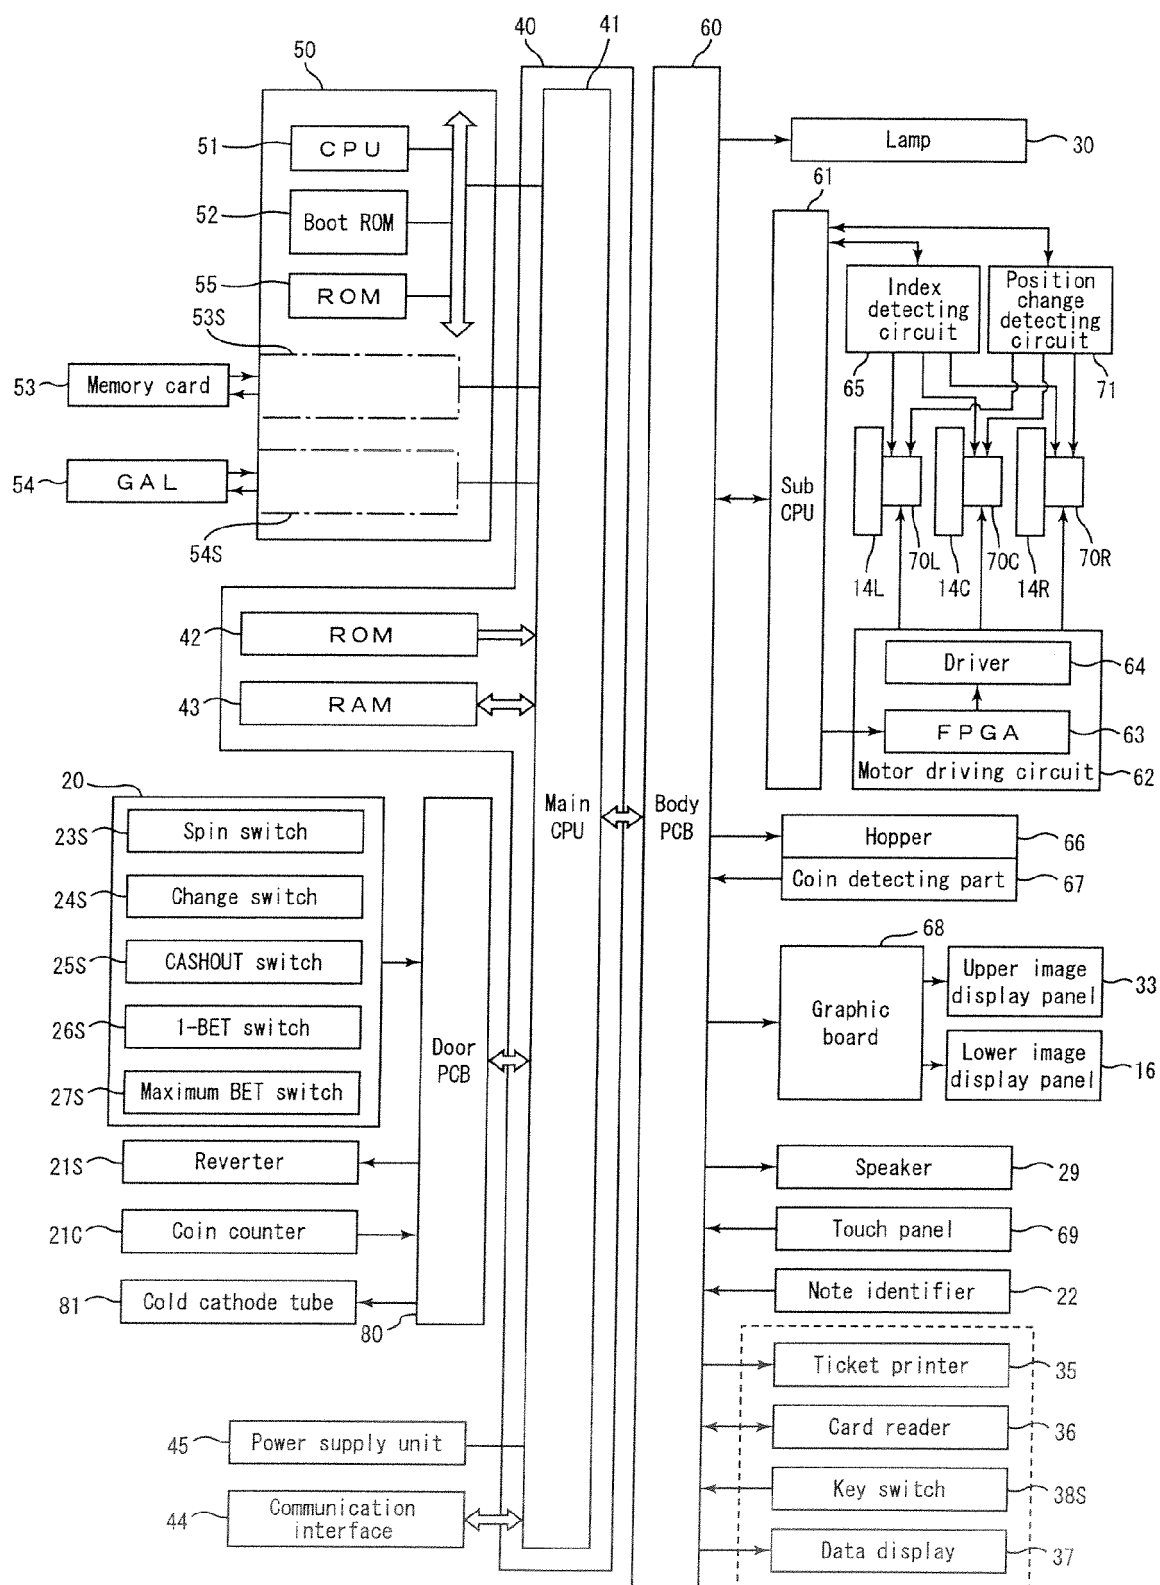 40
41
60
50
51
CPU
52
Boot ROM
55
ROM
53S
53
Memory card
54
GAL
54S
42
ROM
43
RAM
20
23S
Spin switch
24S
Change switch
25S
CASHOUT switch
26S
1-BET switch
27S
Maximum BET switch
21S
Reverter
21C
Coin counter
81
Cold cathode tube
80
Door
PCB
45
Power supply unit
44
Communication
interface
Main
CPU
Body
PCB
Lamp
30
61
Sub
CPU
Index
detecting
circuit
65
Position
change
detecting
circuit
71
14L
70L
14C
70C
14R
70R
Driver
64
FPGA
63
Motor driving circuit
62
Hopper
66
Coin detecting part
67
68
Graphic
board
Upper image
display panel
33
Lower image
display panel
16
Speaker
29
Touch panel
69
Note identifier
22
Ticket printer
35
Card reader
36
Key switch
38S
Data display
37